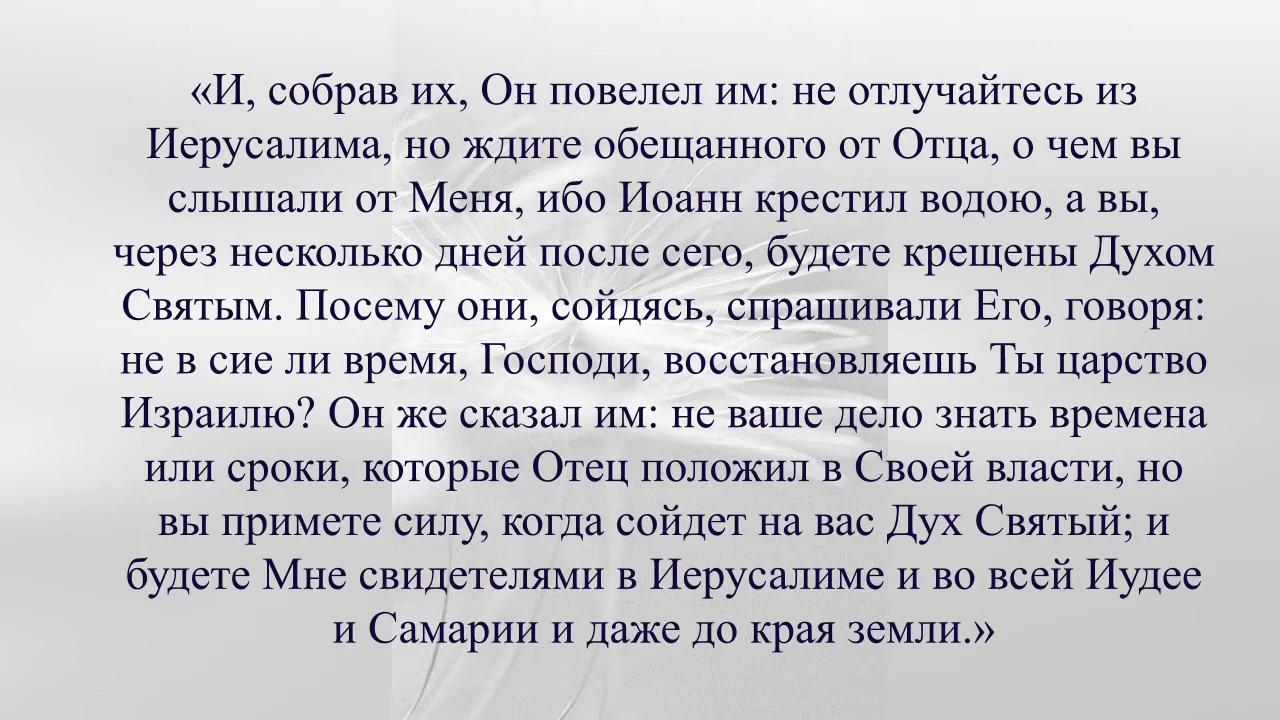 «И, собрав их, Он повелел им: не отлучайтесь из
Иерусалима, но ждите обещанного от Отца, о чем вы
слышали от Меня, ибо Иоанн крестил водою, а вы,
через несколько дней после сего, будете крещены Духом
Святым. Посему они, сойдясь, спрашивали Его, говоря:
не в сие ли время, Господи, восстановляешь Ты царство
Израилю? Он же сказал им: не ваше дело знать времена
или сроки, которые Отец положил в Своей власти, но
вы примете силу, когда сойдет на вас Дух Святый; и
будете Мне свидетелями в Иерусалиме и во всей Иудее
и Самарии и даже до края земли.»